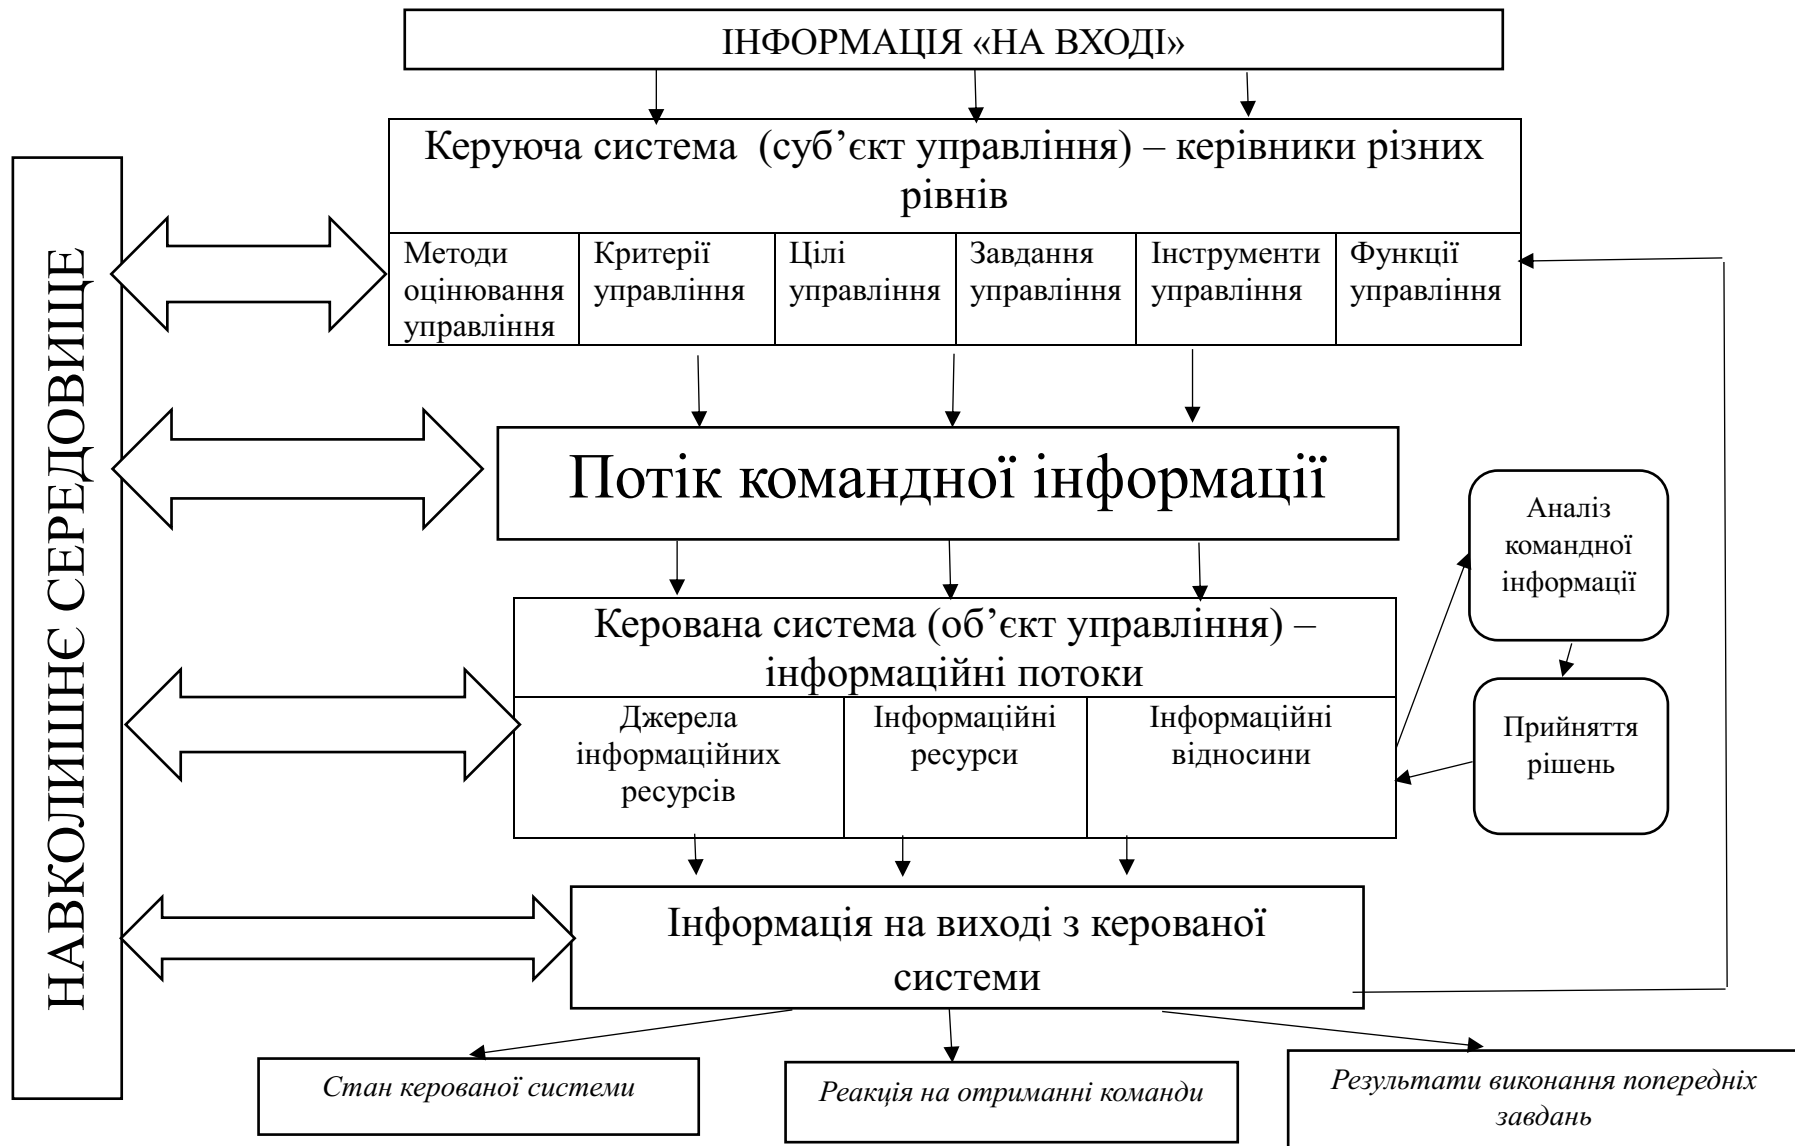 ІНФОРМАЦІЯ «НА ВХОДІ»
Керуюча система (суб’єкт управління) – керівники різних
рівнів
НАВКОЛИШНЄ СЕРЕДОВИЩЕ
Методи
оцінювання
управління
Критерії
управління
Цілі
управління
Завдання
управління
Інструменти
управління
Функції
управління
Потік командної інформації
Аналіз
командної
інформації
Керована система (об’єкт управління) –
інформаційні потоки
Джерела
інформаційних
ресурсів
Інформаційні
ресурси
Інформаційні
відносини
Прийняття
рішень
Інформація на виході з керованої
системи
Стан керованої системи
Реакція на отриманні команди
Результати виконання попередніх
завдань